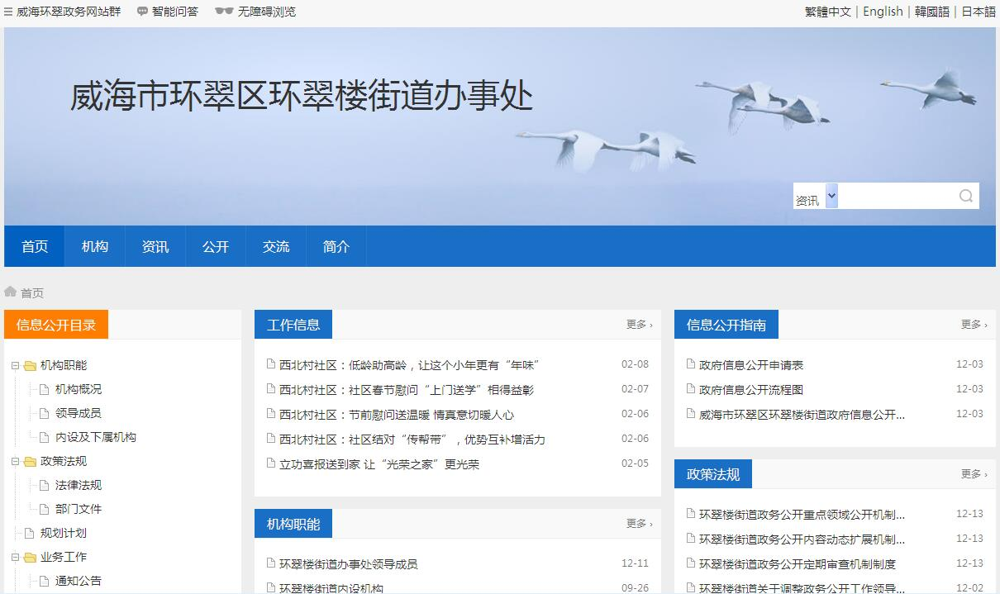 威海环翠政务网站群 智能问答 无障碍浏览 繁體中文 | English | 韓國語 | 日本語
威海市环翠区环翠楼街道办事处
资讯
首页 机构 资讯 公开 交流 简介
首页
信息公开目录
机构职能
机构概况
领导成员
内设及下属机构
政策法规
法律法规
部门文件
规划计划
业务工作
通知公告
工作信息 更多 ›
西北村社区：低龄助高龄，让这个小年更有“年味” 02-08
西北村社区：社区春节慰问“上门送学”相得益彰 02-07
西北村社区：节前慰问送温暖 情真意切暖人心 02-06
西北村社区：社区结对“传帮带”，优势互补增活力 02-06
立功喜报送到家 让“光荣之家”更光荣 02-05
机构职能 更多 ›
环翠楼街道办事处领导成员 12-11
环翠楼街道内设机构 09-26
信息公开指南 更多 ›
政府信息公开申请表 12-03
政府信息公开流程图 12-03
威海市环翠区环翠楼街道政府信息公开... 12-03
政策法规 更多 ›
环翠楼街道政务公开重点领域公开机制... 12-13
环翠楼街道政务公开内容动态扩展机制... 12-13
环翠楼街道政务公开定期审查机制制度 12-13
环翠楼街道关于调整政务公开工作领导... 12-02